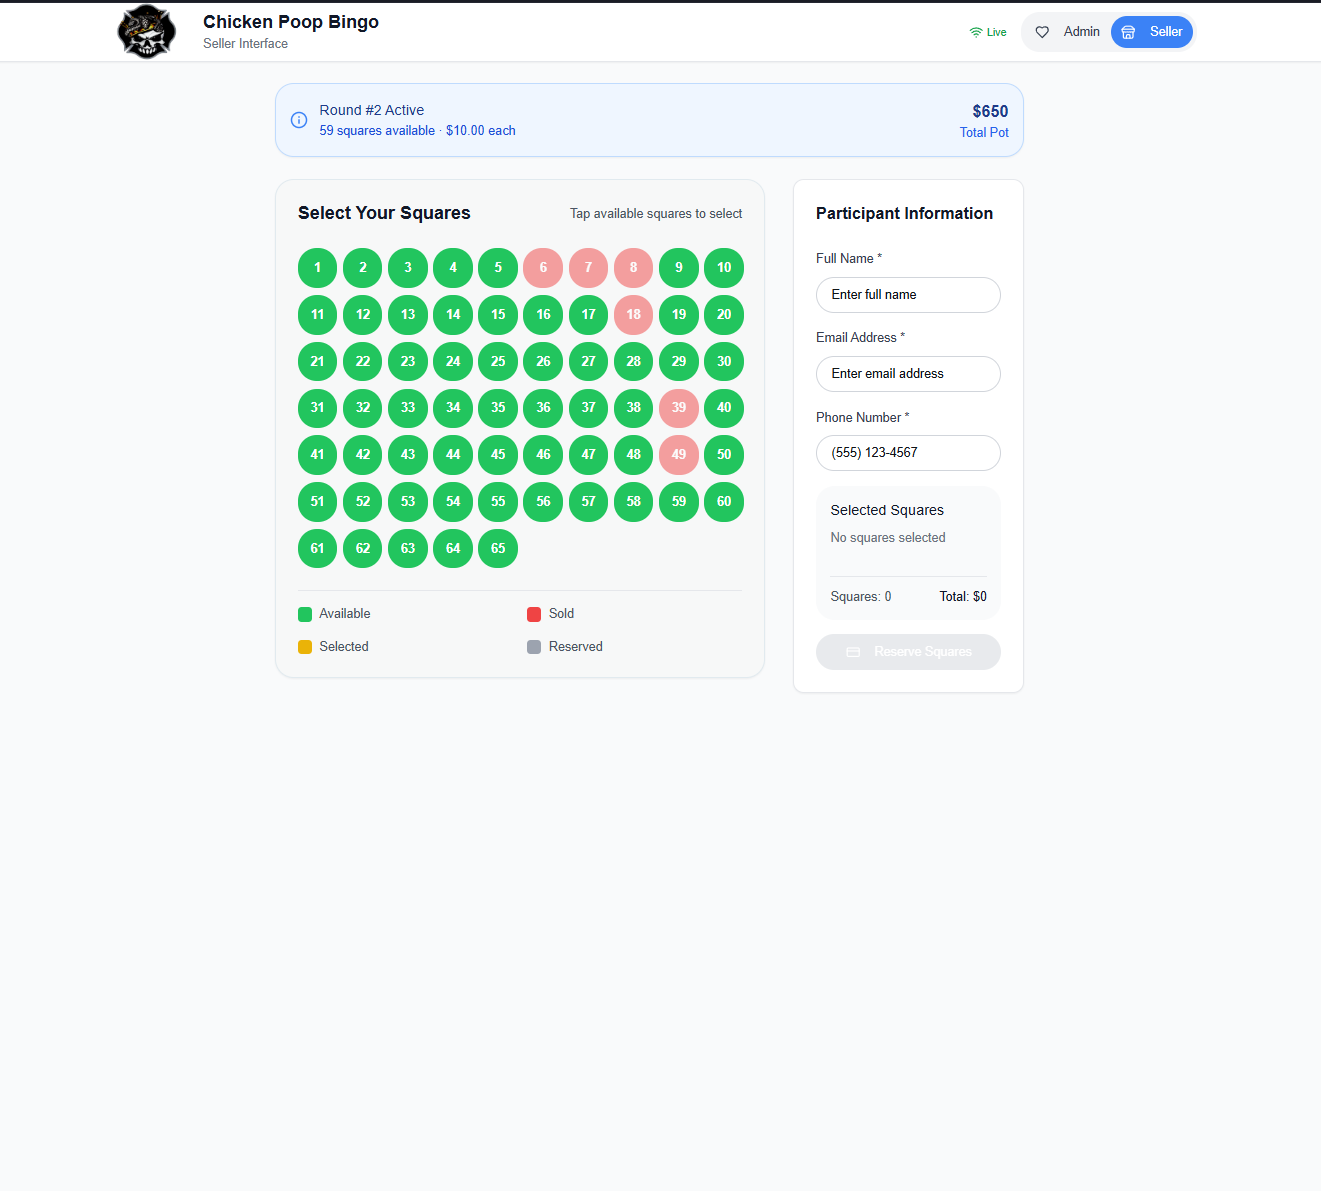 Chicken Poop Bingo
Seller Interface
Live
Admin
Seller
Round #2 Active
59 squares available · $10.00 each
$650
Total Pot
Select Your Squares
Tap available squares to select
1 2 3 4 5 6 7 8 9 10
11 12 13 14 15 16 17 18 19 20
21 22 23 24 25 26 27 28 29 30
31 32 33 34 35 36 37 38 39 40
41 42 43 44 45 46 47 48 49 50
51 52 53 54 55 56 57 58 59 60
61 62 63 64 65
Available
Sold
Selected
Reserved
Participant Information
Full Name *
Enter full name
Email Address *
Enter email address
Phone Number *
(555) 123-4567
Selected Squares
No squares selected
Squares: 0
Total: $0
Reserve Squares